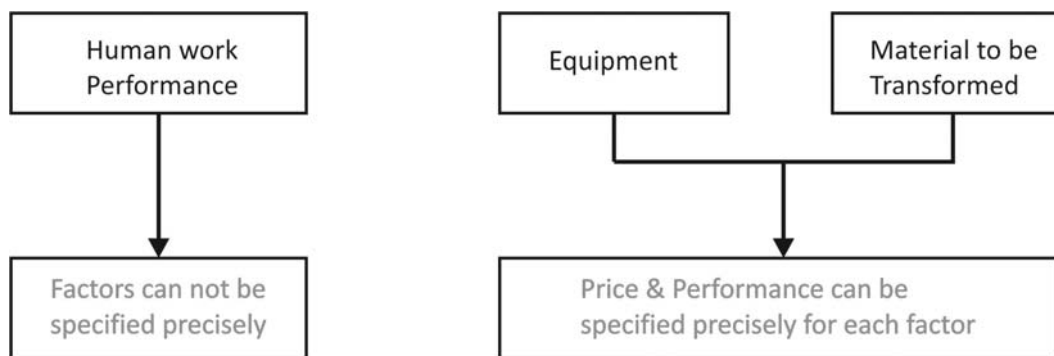 Human work
Performance
Equipment
Material to be
Transformed
Factors can not be
specified precisely
Price & Performance can be
specified precisely for each factor